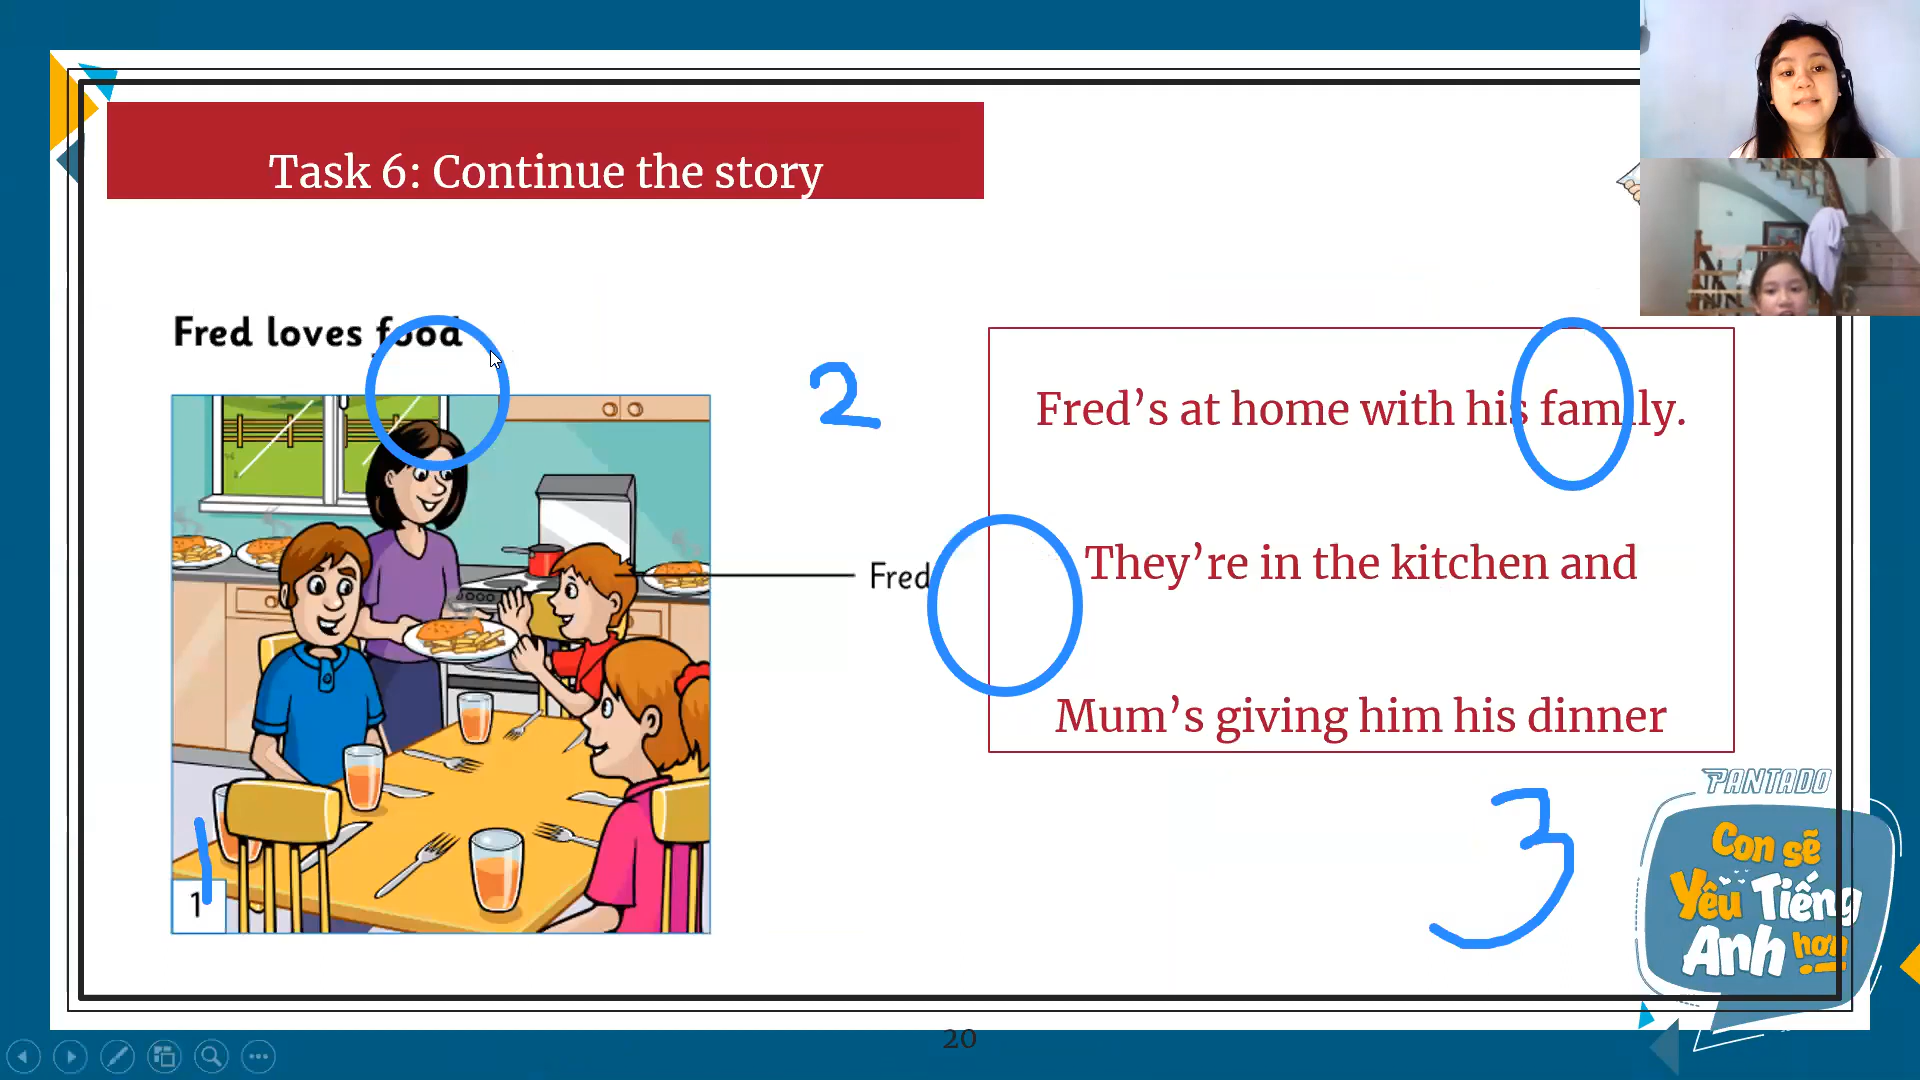 Task 6: Continue the story
Fred loves food
2
Fred
1
1
Fred's at home with his family.
They're in the kitchen and
Mum's giving him his dinner
3
PANTADO
Con sẽ
Yêu Tiếng
Anh hơn
20